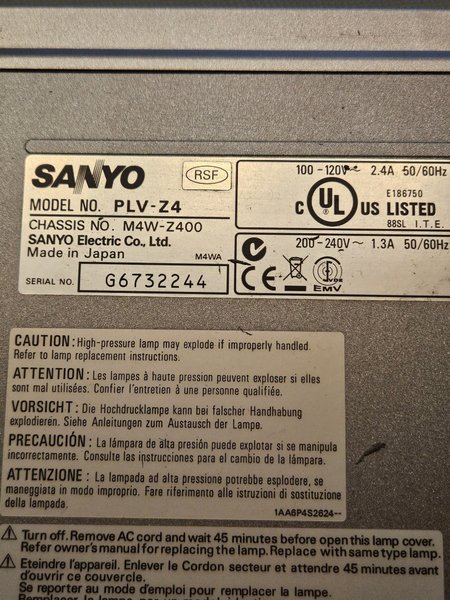 SANYO
RSF
MODEL NO. PLV-Z4
CHASSIS NO. M4W-Z400
SANYO Electric Co., Ltd.
Made in Japan
M4WA
SERIAL NO. G6732244
100-120V~ 2.4A 50/60Hz
E186750
C UL US LISTED
88SL I.T.E.
200-240V~ 1.3A 50/60Hz
CE
EMV
CAUTION : High-pressure lamp may explode if improperly handled.
Refer to lamp replacement instructions.
ATTENTION : Les lampes à haute pression peuvent exploser si elles
sont mal utilisées. Confier l'entretien à une personne qualifiée.
VORSICHT : Die Hochdrucklampe kann bei falscher Handhabung
explodieren. Siehe Anleitungen zum Austausch der Lampe.
PRECAUCIÓN : La lámpara de alta presión puede explotar si se manipula
incorrectamente. Consulte las instrucciones para el cambio de la lámpara.
ATTENZIONE : La lampada ad alta pressione potrebbe esplodere, se
maneggiata in modo improprio. Fare riferimento alle istruzioni di sostituzione
della lampada.
1AA6P4S2624--
Turn off. Remove AC cord and wait 45 minutes before open this lamp cover.
Refer owner's manual for replacing the lamp. Replace with same type lamp.
Eteindre l'appareil. Enlever le Cordon secteur et attendre 45 minutes avant
d'ouvrir ce couvercle.
Se reporter au mode d'emploi pour remplacer la lampe.